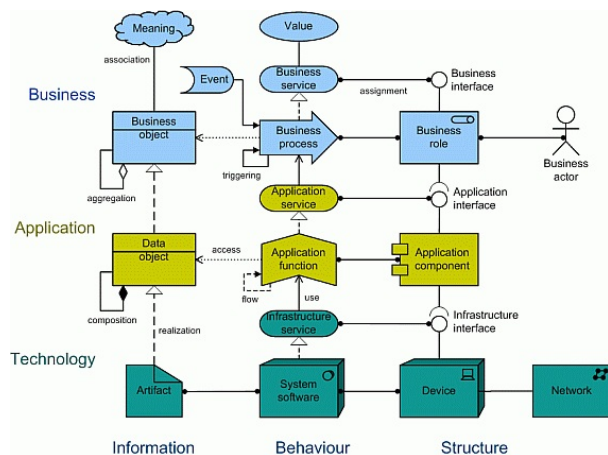 Meaning
Value
association
Event
Business
service
Business
interface
assignment
Business
Business
object
Business
process
Business
role
Business
actor
triggering
aggregation
Application
service
Application
interface
Application
Data
object
access
Application
function
Application
component
flow
use
composition
Infrastructure
service
Infrastructure
interface
realization
Technology
Artifact
System
software
Device
Network
Information
Behaviour
Structure